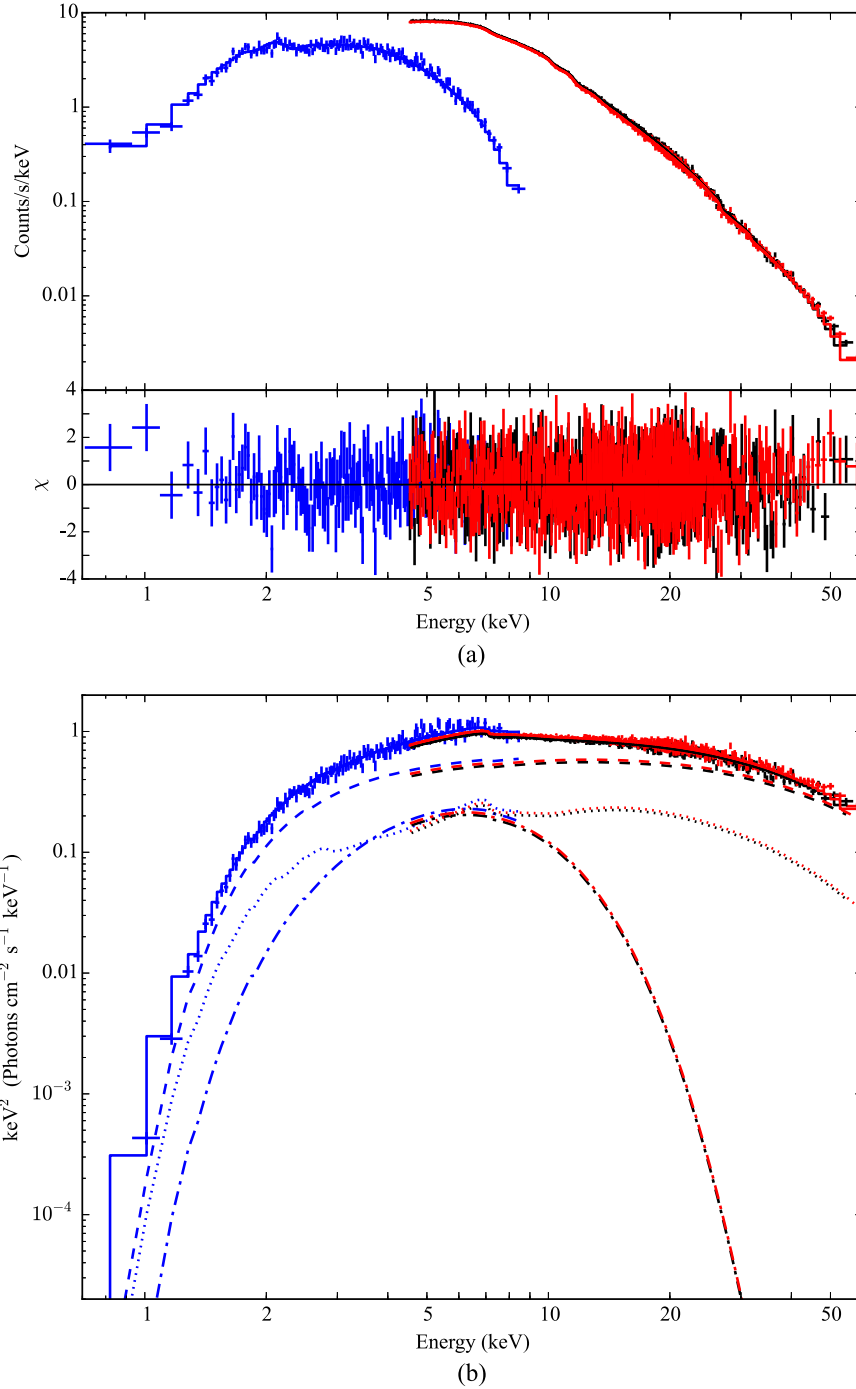 10
1
0.1
0.01
Counts/s/keV
4
2
0
-2
-4
χ
1 2 5 10 20 50
Energy (keV)
(a)
1
0.1
0.01
10⁻³
10⁻⁴
keV² (Photons cm⁻² s⁻¹ keV⁻¹)
1 2 5 10 20 50
Energy (keV)
(b)